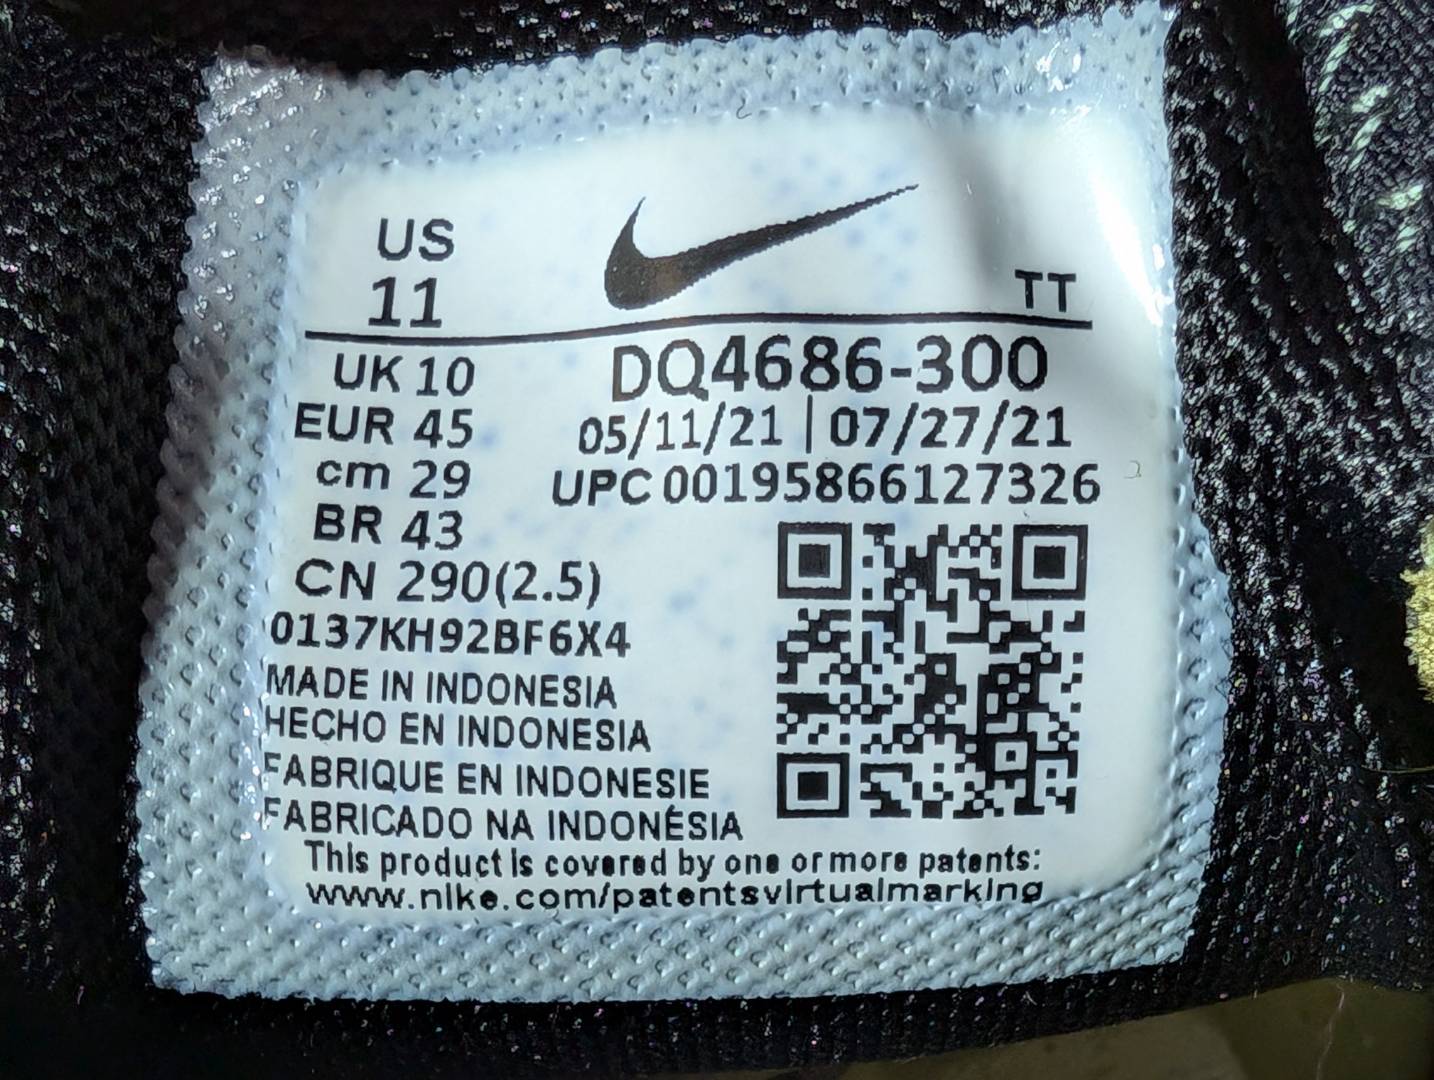 US
11
TT
UK 10
EUR 45
cm 29
BR 43
CN 290(2.5)
DQ4686-300
05/11/21 | 07/27/21
UPC 00195866127326
0137KH92BF6X4
MADE IN INDONESIA
HECHO EN INDONESIA
FABRIQUE EN INDONESIE
FABRICADO NA INDONÉSIA
This product is covered by one or more patents:
www.nike.com/patentsvirtualmarking